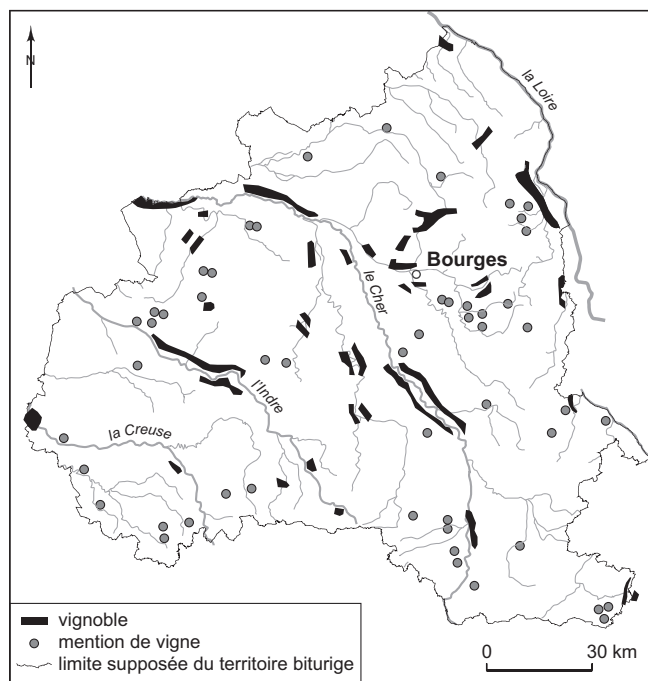 N
la Loire
Bourges
le Cher
l'Indre
la Creuse
vignoble
mention de vigne
limite supposée du territoire biturige
0 30 km